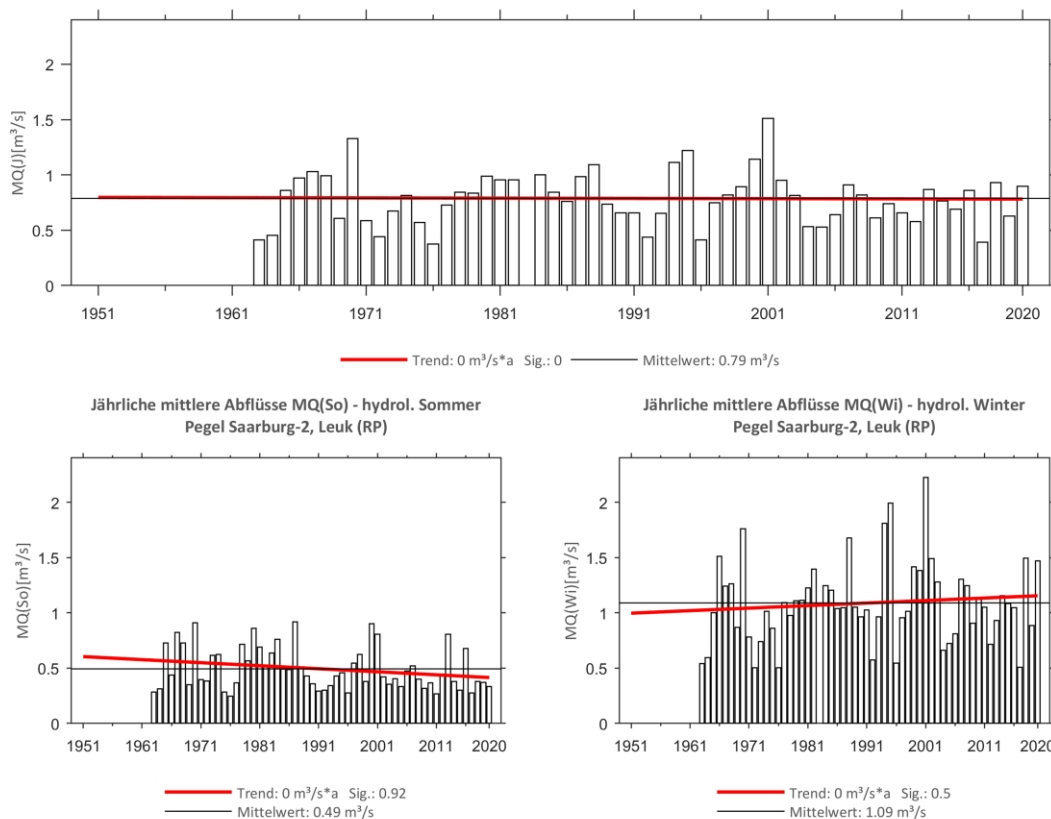 2
1.5
1
0.5
0
MQ(J)[m³/s]
1951 1961 1971 1981 1991 2001 2011 2020
Trend: 0 m³/s*a Sig.: 0 Mittelwert: 0.79 m³/s
Jährliche mittlere Abflüsse MQ(So) - hydrol. Sommer
Pegel Saarburg-2, Leuk (RP)
2
1.5
1
0.5
0
MQ(So)[m³/s]
1951 1961 1971 1981 1991 2001 2011 2020
Trend: 0 m³/s*a Sig.: 0.92
Mittelwert: 0.49 m³/s
Jährliche mittlere Abflüsse MQ(Wi) - hydrol. Winter
Pegel Saarburg-2, Leuk (RP)
2
1.5
1
0.5
0
MQ(Wi)[m³/s]
1951 1961 1971 1981 1991 2001 2011 2020
Trend: 0 m³/s*a Sig.: 0.5
Mittelwert: 1.09 m³/s